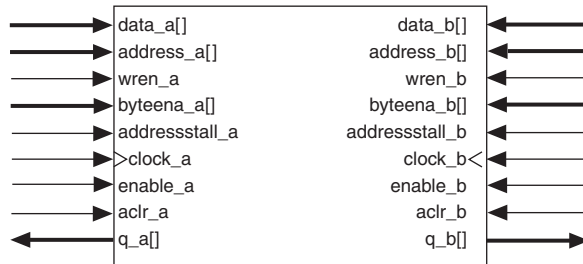 data_a[] data_b[]
address_a[] address_b[]
wren_a wren_b
byteena_a[] byteena_b[]
addressstall_a addressstall_b
clock_a clock_b
enable_a enable_b
aclr_a aclr_b
q_a[] q_b[]